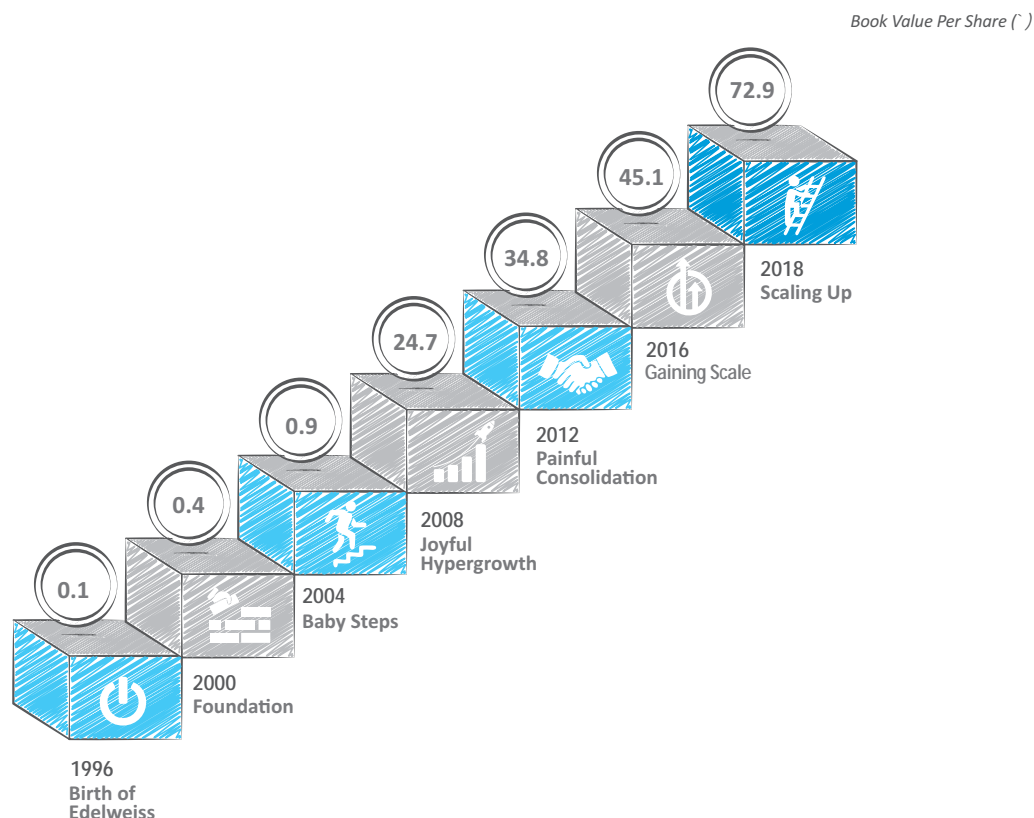 Book Value Per Share (` )
72.9
45.1
2018
Scaling Up
34.8
2016
Gaining Scale
24.7
2012
Painful
Consolidation
0.9
2008
Joyful
Hypergrowth
0.4
2004
Baby Steps
0.1
2000
Foundation
1996
Birth of
Edelweiss